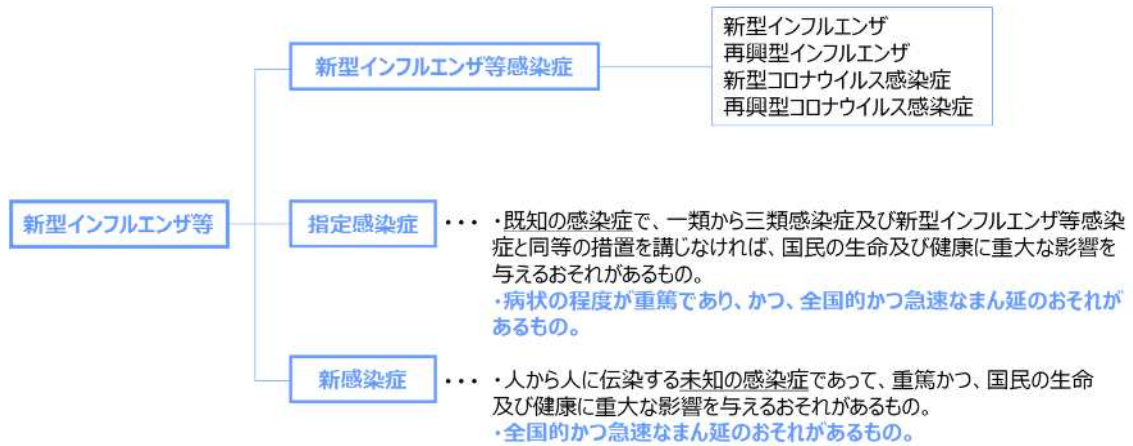 新型インフルエンザ
再興型インフルエンザ
新型コロナウイルス感染症
再興型コロナウイルス感染症
新型インフルエンザ等感染症
新型インフルエンザ等
指定感染症
・・・ ・既知の感染症で、一類から三類感染症及び新型インフルエンザ等感染
症と同等の措置を講じなければ、国民の生命及び健康に重大な影響を
与えるおそれがあるもの。
・病状の程度が重篤であり、かつ、全国的かつ急速なまん延のおそれが
あるもの。
新感染症
・・・ ・人から人に伝染する未知の感染症であって、重篤かつ、国民の生命
及び健康に重大な影響を与えるおそれがあるもの。
・全国的かつ急速なまん延のおそれがあるもの。